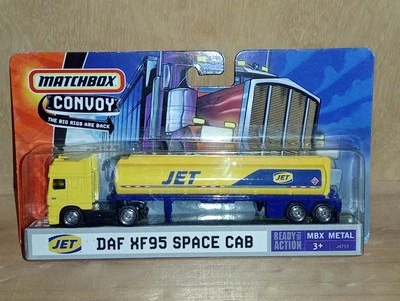 MATCHBOX
CONVOY
THE BIG RIGS ARE BACK
JET
JET
JET
DAF XF95 SPACE CAB
READY FOR ACTION
MBX METAL
3+